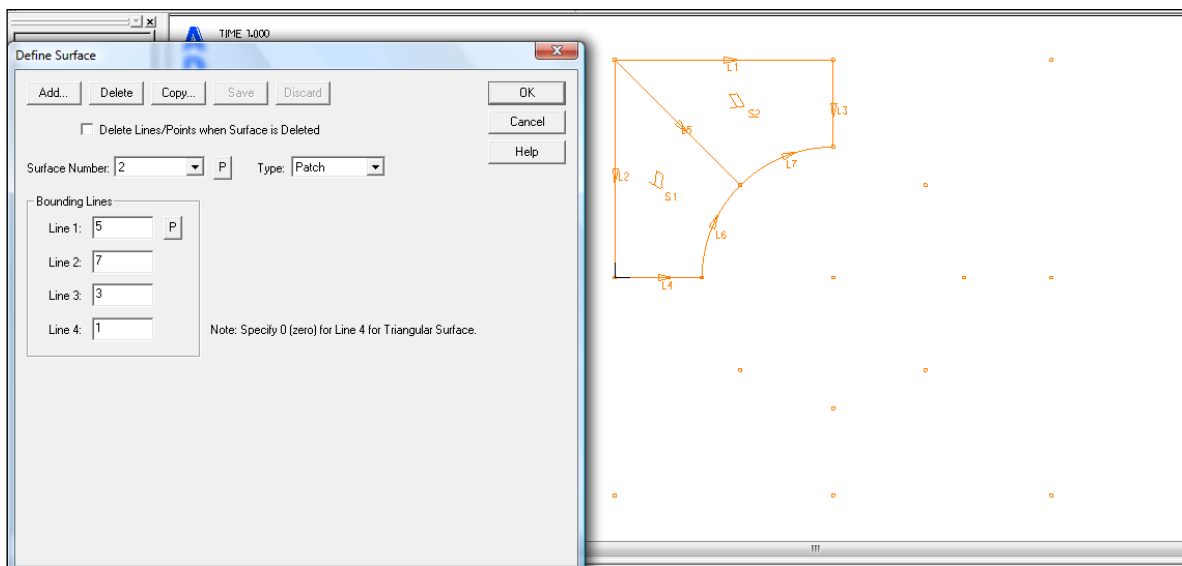 TIME 1.000
A
D
Define Surface
Add... Delete Copy... Save Discard OK
Delete Lines/Points when Surface is Deleted Cancel
Help
Surface Number: 2 P Type: Patch
Bounding Lines
Line 1: 5 P
Line 2: 7
Line 3: 3
Line 4: 1 Note: Specify 0 (zero) for Line 4 for Triangular Surface.
L1
S2 L3
L5
L7
L2
S1
L6
L4